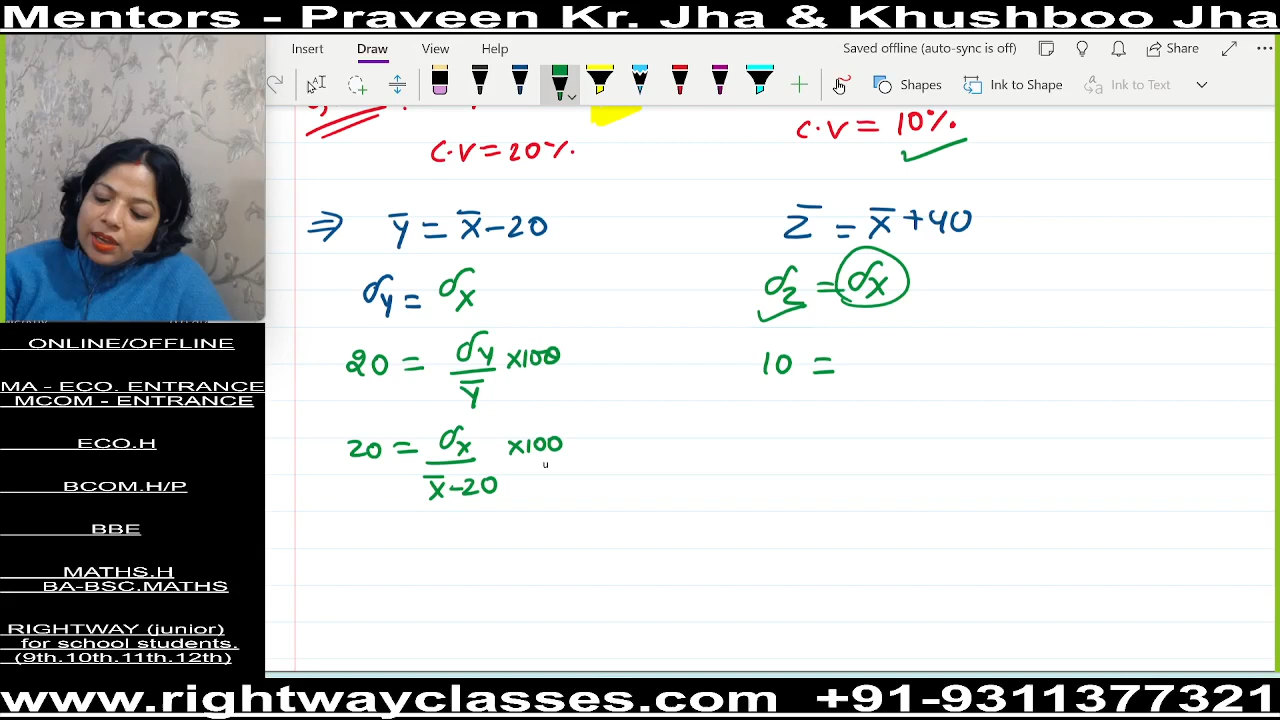 Mentors - Praveen Kr. Jha & Khushboo Jha
Insert Draw View Help Saved offline (auto-sync is off) Share
Shapes Ink to Shape Ink to Text
C.V = 20%.
C.V = 10%.
⇒ ȳ = x̄ - 20
z̄ = x̄ + 40
σy = σx
σz = σx
20 = σy/ȳ ×100
10 =
20 = σx/x̄-20 ×100
ONLINE/OFFLINE
MA - ECO. ENTRANCE
MCOM - ENTRANCE
ECO.H
BCOM.H/P
BBE
MATHS.H
BA-BSC.MATHS
RIGHTWAY (junior)
for school students.
(9th.10th.11th.12th)
www.rightwayclasses.com +91-9311377321